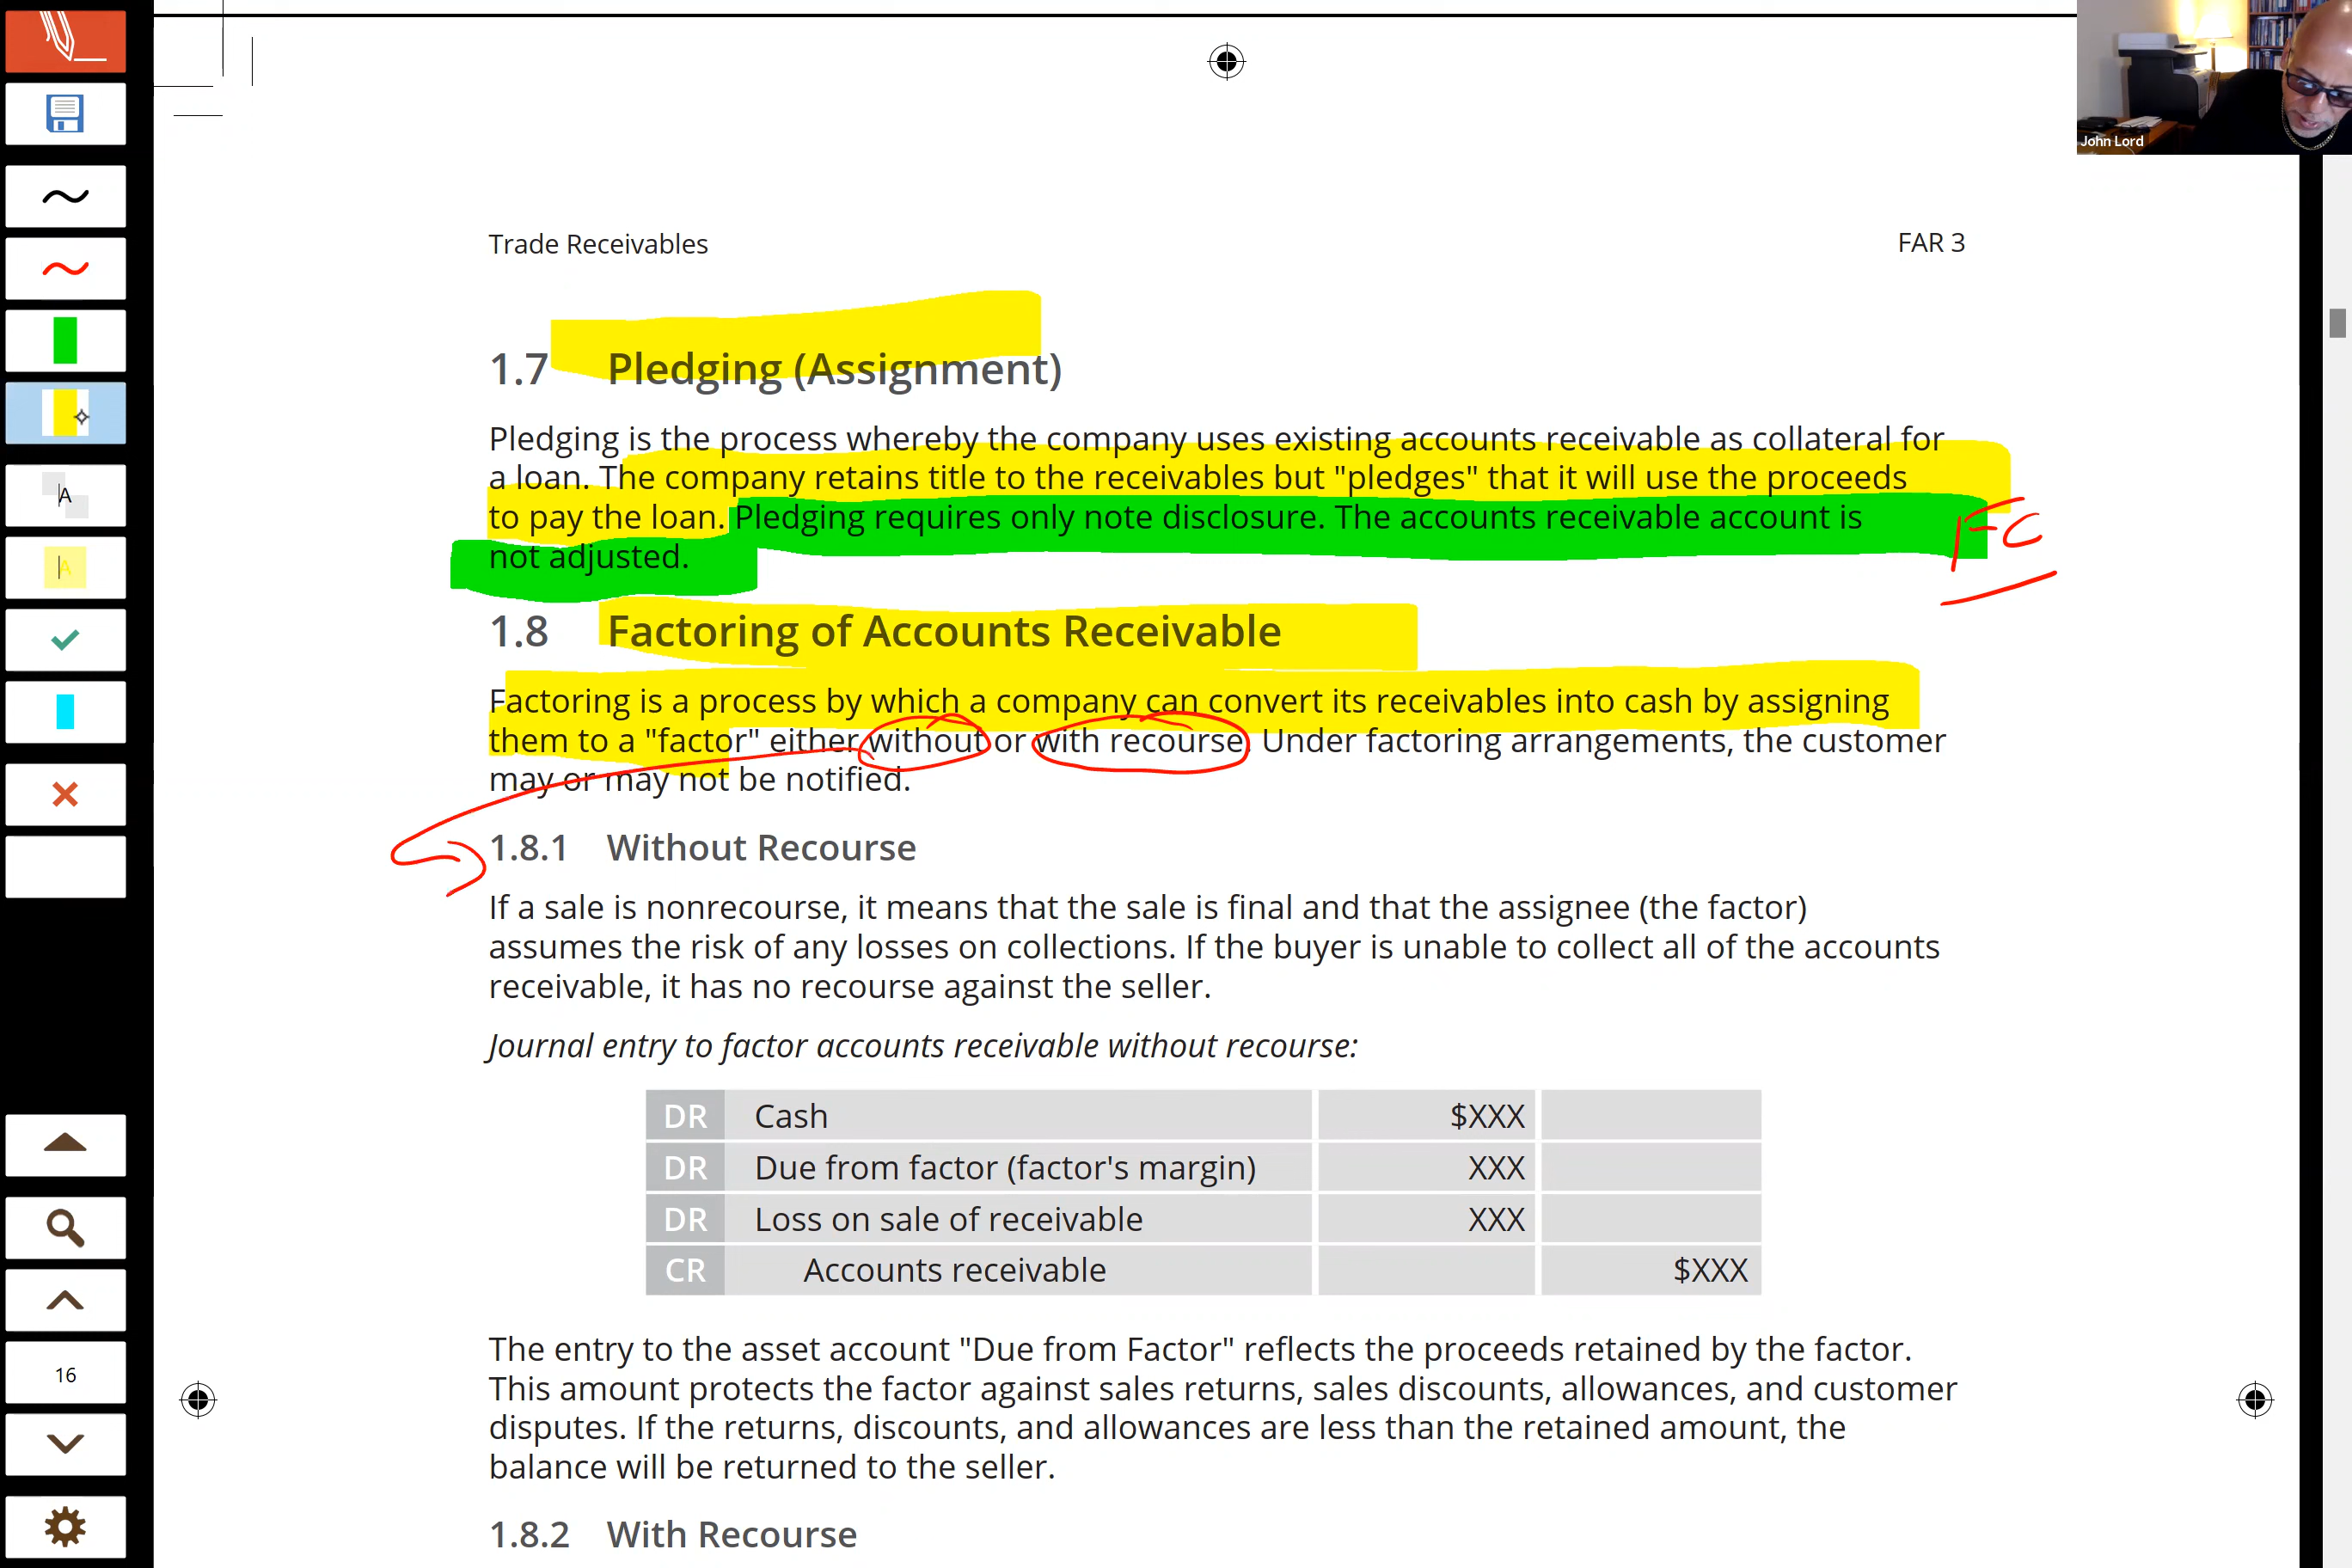 John Lord
Trade Receivables FAR 3
1.7 Pledging (Assignment)
Pledging is the process whereby the company uses existing accounts receivable as collateral for
a loan. The company retains title to the receivables but "pledges" that it will use the proceeds
to pay the loan. Pledging requires only note disclosure. The accounts receivable account is
not adjusted.
1.8 Factoring of Accounts Receivable
Factoring is a process by which a company can convert its receivables into cash by assigning
them to a "factor" either without or with recourse. Under factoring arrangements, the customer
may or may not be notified.
1.8.1 Without Recourse
If a sale is nonrecourse, it means that the sale is final and that the assignee (the factor)
assumes the risk of any losses on collections. If the buyer is unable to collect all of the accounts
receivable, it has no recourse against the seller.
Journal entry to factor accounts receivable without recourse:
DR Cash $XXX
DR Due from factor (factor's margin) XXX
DR Loss on sale of receivable XXX
CR Accounts receivable $XXX
The entry to the asset account "Due from Factor" reflects the proceeds retained by the factor.
This amount protects the factor against sales returns, sales discounts, allowances, and customer
disputes. If the returns, discounts, and allowances are less than the retained amount, the
balance will be returned to the seller.
1.8.2 With Recourse
A
A
16